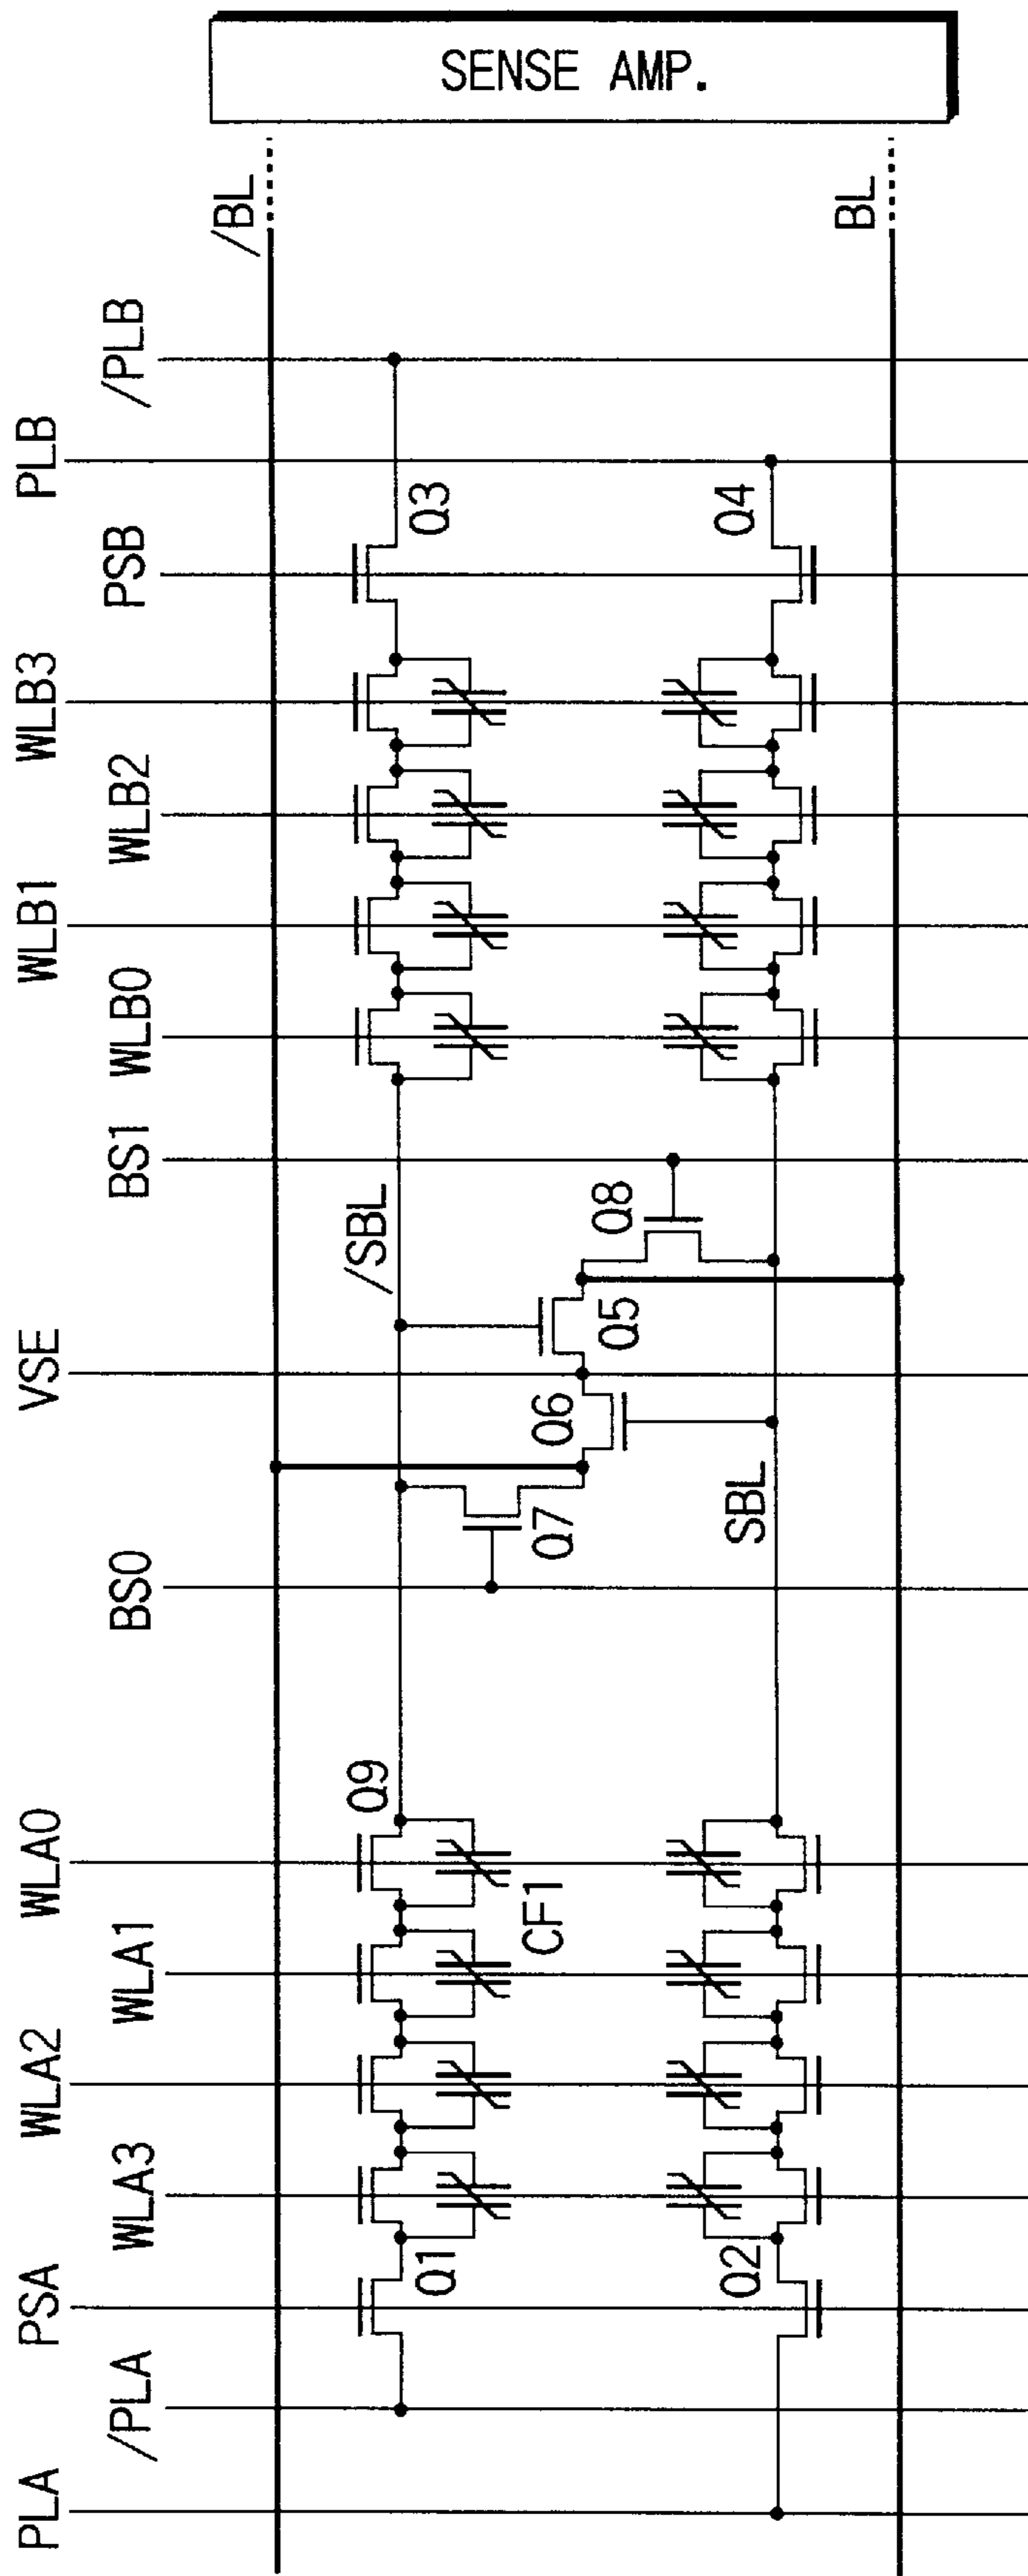 SENSE AMP.
/BL
BL
/PLB
PLB
PSB
Q3
Q4
WLB3
WLB2
WLB1
WLB0
BS1
/SBL
Q8
Q5
VSE
Q6
SBL
Q7
BS0
WLA0
Q9
CF1
WLA1
WLA2
WLA3
Q1
Q2
PSA
/PLA
PLA